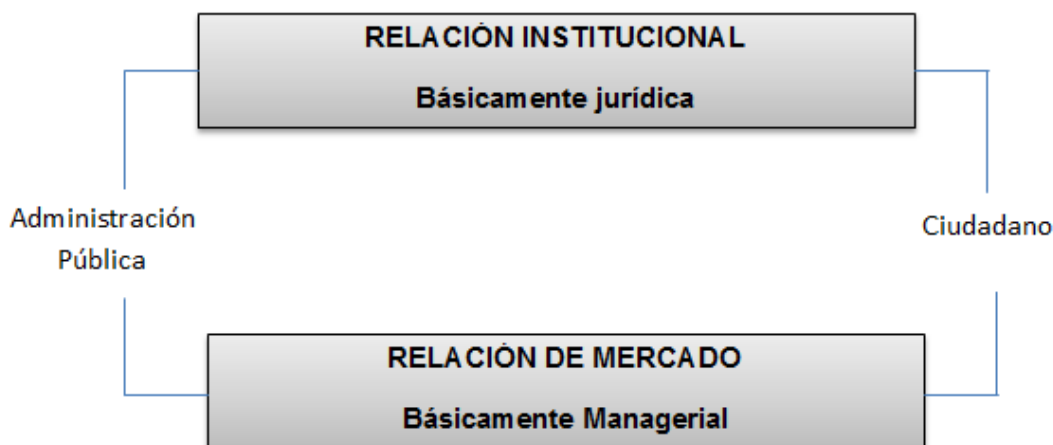 RELACIÓN INSTITUCIONAL
Básicamente jurídica
Administración
Pública
Ciudadano
RELACIÓN DE MERCADO
Básicamente Managerial